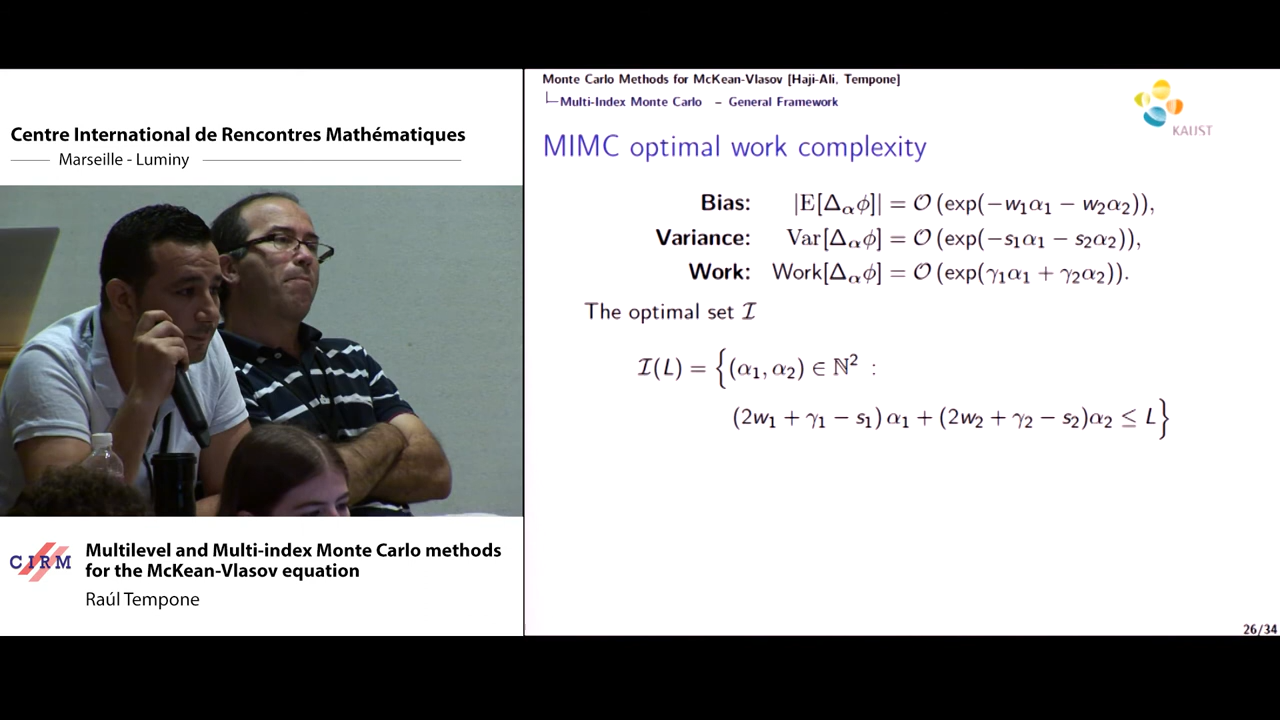 Centre International de Rencontres Mathématiques
Marseille - Luminy
CIRM
Multilevel and Multi-index Monte Carlo methods
for the McKean-Vlasov equation
Raúl Tempone
Monte Carlo Methods for McKean-Vlasov [Haji-Ali, Tempone]
Multi-Index Monte Carlo – General Framework
KAUST
MIMC optimal work complexity
Bias: |E[Δ_α ϕ]| = 𝒪 (exp(−w₁α₁ − w₂α₂)),
Variance: Var[Δ_α ϕ] = 𝒪 (exp(−s₁α₁ − s₂α₂)),
Work: Work[Δ_α ϕ] = 𝒪 (exp(γ₁α₁ + γ₂α₂)).
The optimal set ℐ
ℐ(L) = {(α₁, α₂) ∈ ℕ² :
(2w₁ + γ₁ − s₁) α₁ + (2w₂ + γ₂ − s₂)α₂ ≤ L}
26/34